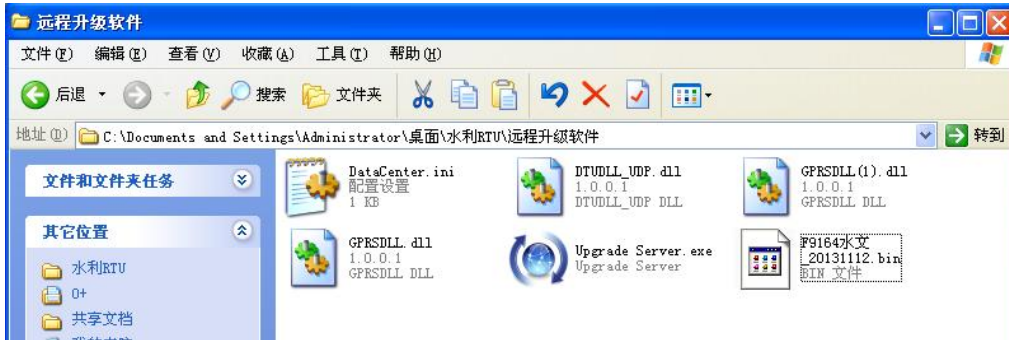 远程升级软件
文件(F) 编辑(E) 查看(V) 收藏(A) 工具(T) 帮助(H)
后退 搜索 文件夹
地址(D) C:\Documents and Settings\Administrator\桌面\水利RTU\远程升级软件 转到
文件和文件夹任务
其它位置
水利RTU
0+
共享文档
我的电脑
DataCenter.ini
配置设置
1 KB
DTUDLL_UDP.dll
1.0.0.1
DTUDLL_UDP DLL
GPRSDLL(1).dll
1.0.0.1
GPRSDLL DLL
GPRSDLL.dll
1.0.0.1
GPRSDLL DLL
Upgrade Server.exe
Upgrade Server
F9164水文
_20131112.bin
BIN 文件